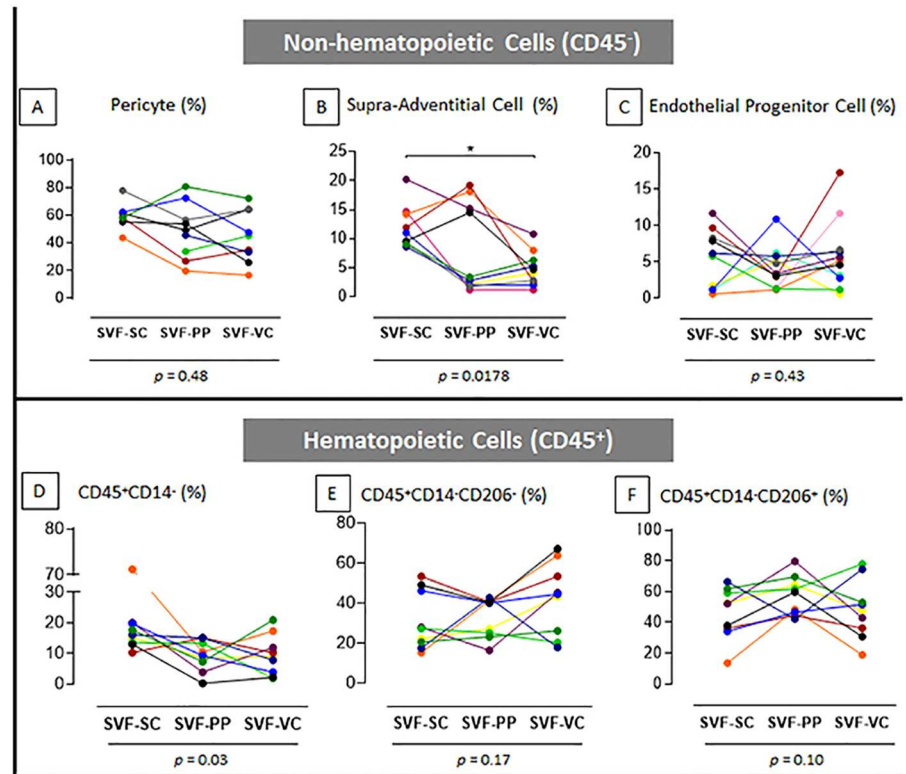 Non-hematopoietic Cells (CD45⁻)
A Pericyte (%)
100
80
60
40
20
0
SVF-SC SVF-PP SVF-VC
p = 0.48
B Supra-Adventitial Cell (%)
*
25
20
15
10
5
0
SVF-SC SVF-PP SVF-VC
p = 0.0178
C Endothelial Progenitor Cell (%)
20
15
10
5
0
SVF-SC SVF-PP SVF-VC
p = 0.43
Hematopoietic Cells (CD45⁺)
D CD45⁺CD14⁻ (%)
80
70
30
20
10
0
SVF-SC SVF-PP SVF-VC
p = 0.03
E CD45⁺CD14⁻CD206⁻ (%)
80
60
40
20
0
SVF-SC SVF-PP SVF-VC
p = 0.17
F CD45⁺CD14⁻CD206⁺ (%)
100
80
60
40
20
0
SVF-SC SVF-PP SVF-VC
p = 0.10